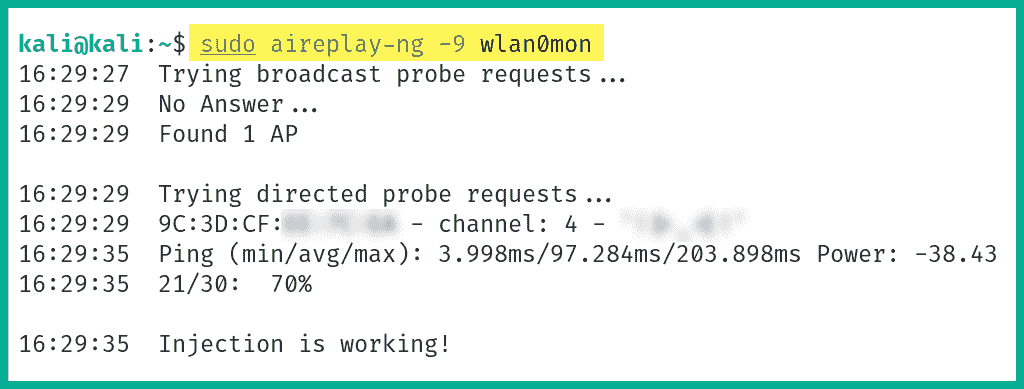 kali@kali:~$ sudo aireplay-ng -9 wlan0mon
16:29:27 Trying broadcast probe requests...
16:29:29 No Answer...
16:29:29 Found 1 AP
16:29:29 Trying directed probe requests...
16:29:29 9C:3D:CF: - channel: 4 -
16:29:35 Ping (min/avg/max): 3.998ms/97.284ms/203.898ms Power: -38.43
16:29:35 21/30: 70%
16:29:35 Injection is working!